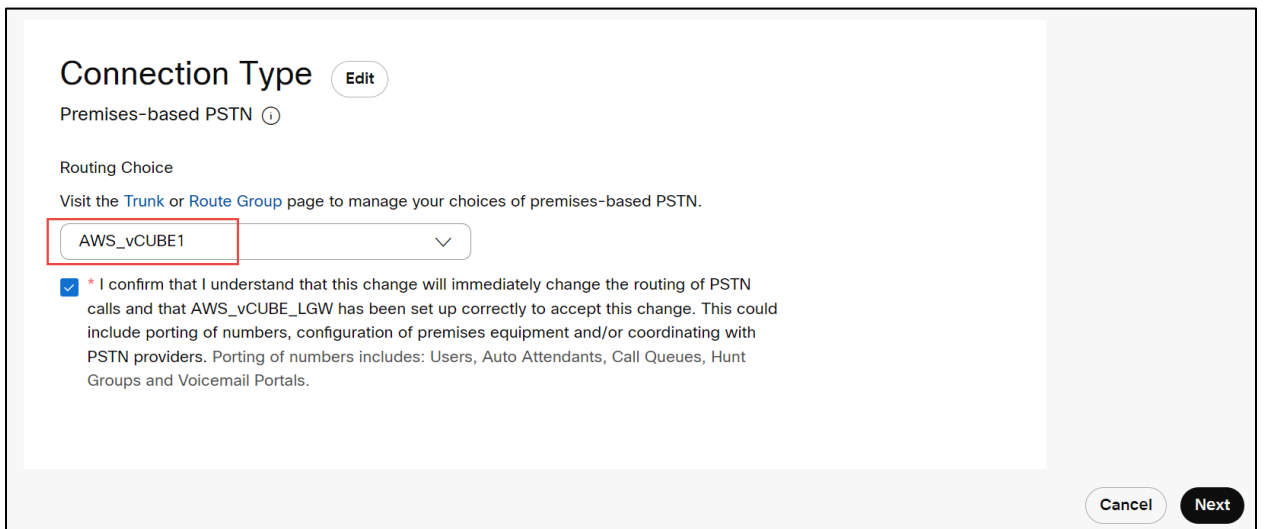 Connection Type Edit
Premises-based PSTN
Routing Choice
Visit the Trunk or Route Group page to manage your choices of premises-based PSTN.
AWS_vCUBE1
* I confirm that I understand that this change will immediately change the routing of PSTN
calls and that AWS_vCUBE_LGW has been set up correctly to accept this change. This could
include porting of numbers, configuration of premises equipment and/or coordinating with
PSTN providers. Porting of numbers includes: Users, Auto Attendants, Call Queues, Hunt
Groups and Voicemail Portals.
Cancel Next